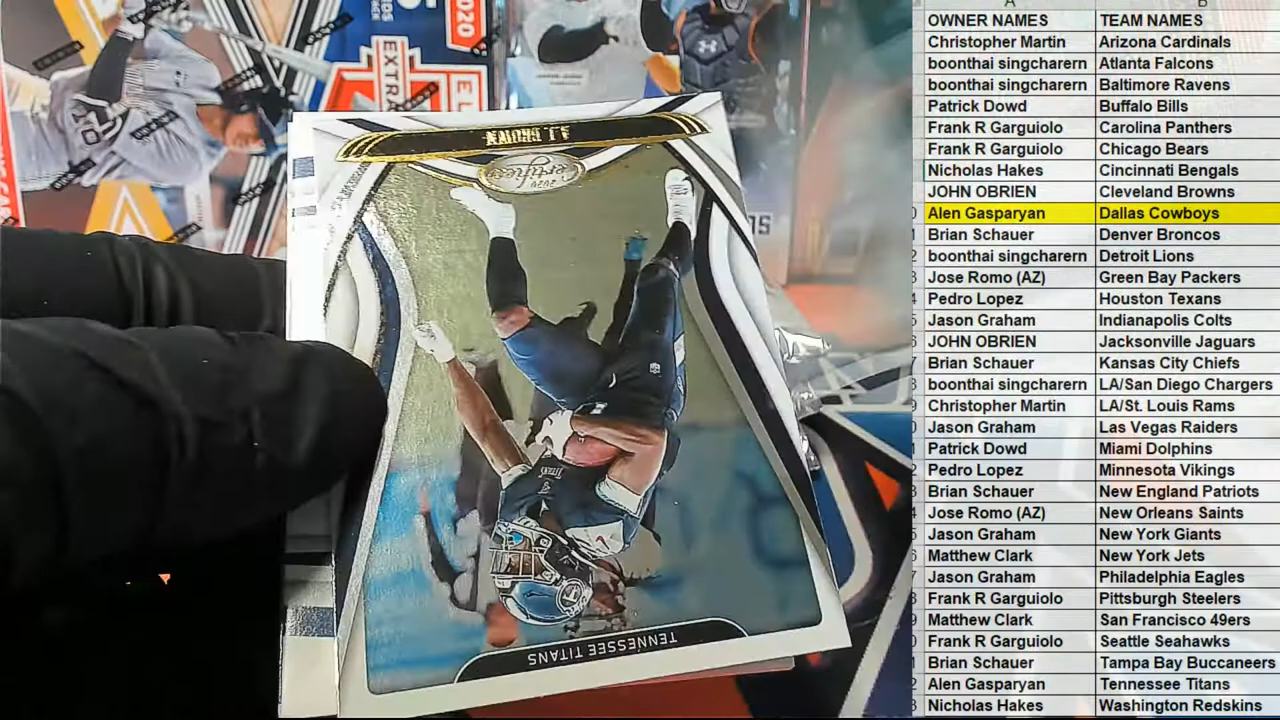 OWNER NAMES TEAM NAMES
Christopher Martin Arizona Cardinals
boonthai singcharern Atlanta Falcons
boonthai singcharern Baltimore Ravens
Patrick Dowd Buffalo Bills
Frank R Garguiolo Carolina Panthers
Frank R Garguiolo Chicago Bears
Nicholas Hakes Cincinnati Bengals
JOHN OBRIEN Cleveland Browns
Alen Gasparyan Dallas Cowboys
Brian Schauer Denver Broncos
boonthai singcharern Detroit Lions
Jose Romo (AZ) Green Bay Packers
Pedro Lopez Houston Texans
Jason Graham Indianapolis Colts
JOHN OBRIEN Jacksonville Jaguars
Brian Schauer Kansas City Chiefs
boonthai singcharern LA/San Diego Chargers
Christopher Martin LA/St. Louis Rams
Jason Graham Las Vegas Raiders
Patrick Dowd Miami Dolphins
Pedro Lopez Minnesota Vikings
Brian Schauer New England Patriots
Jose Romo (AZ) New Orleans Saints
Jason Graham New York Giants
Matthew Clark New York Jets
Jason Graham Philadelphia Eagles
Frank R Garguiolo Pittsburgh Steelers
Matthew Clark San Francisco 49ers
Frank R Garguiolo Seattle Seahawks
Brian Schauer Tampa Bay Buccaneers
Alen Gasparyan Tennessee Titans
Nicholas Hakes Washington Redskins
2020
EXTRA
A.J. BROWN
2020
Certified
TENNESSEE TITANS